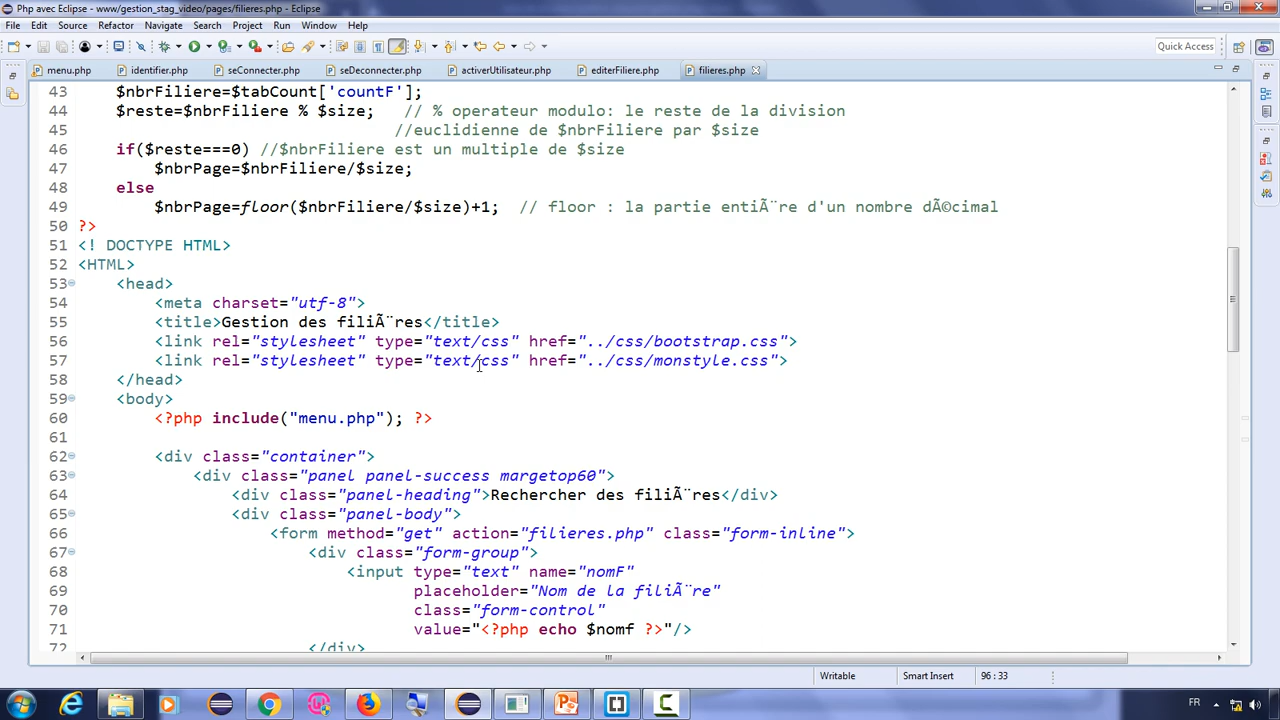 Php avec Eclipse - www/gestion_stag_video/pages/filieres.php - Eclipse
File Edit Source Refactor Navigate Search Project Run Window Help
Quick Access
menu.php identifier.php seConnecter.php seDeconnecter.php activerUtilisateur.php editerFiliere.php filieres.php
43 $nbrFiliere=$tabCount['countF'];
44 $reste=$nbrFiliere % $size; // % operateur modulo: le reste de la division
45 //euclidienne de $nbrFiliere par $size
46 if($reste===0) //$nbrFiliere est un multiple de $size
47 $nbrPage=$nbrFiliere/$size;
48 else
49 $nbrPage=floor($nbrFiliere/$size)+1; // floor : la partie entiÃ¨re d'un nombre dÃ©cimal
50 ?>
51 <! DOCTYPE HTML>
52 <HTML>
53 <head>
54 <meta charset="utf-8">
55 <title>Gestion des filiÃ¨res</title>
56 <link rel="stylesheet" type="text/css" href="../css/bootstrap.css">
57 <link rel="stylesheet" type="text/css" href="../css/monstyle.css">
58 </head>
59 <body>
60 <?php include("menu.php"); ?>
61
62 <div class="container">
63 <div class="panel panel-success margetop60">
64 <div class="panel-heading">Rechercher des filiÃ¨res</div>
65 <div class="panel-body">
66 <form method="get" action="filieres.php" class="form-inline">
67 <div class="form-group">
68 <input type="text" name="nomF"
69 placeholder="Nom de la filiÃ¨re"
70 class="form-control"
71 value="<?php echo $nomf ?>"/>
72 </div>
Writable Smart Insert 96 : 33
FR